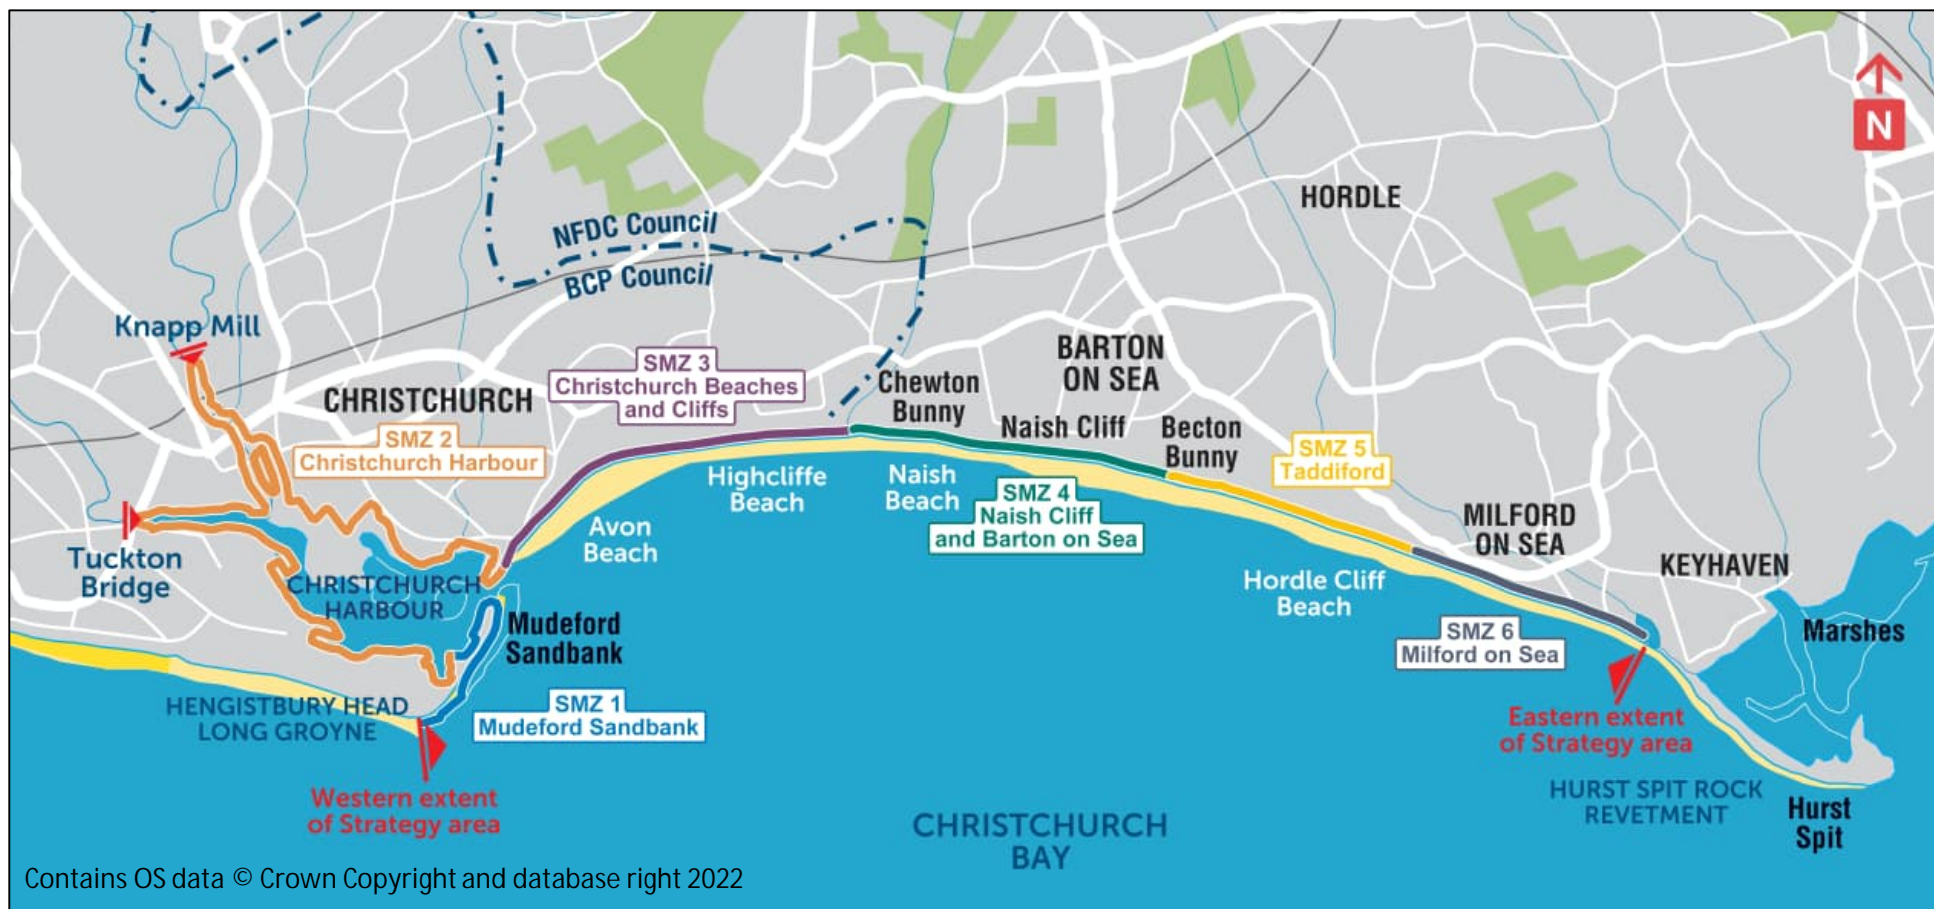 N
HORDLE
NFDC Council
BCP Council
Knapp Mill
BARTON
ON SEA
SMZ 3
Christchurch Beaches
and Cliffs
Chewton
Bunny
CHRISTCHURCH
Naish Cliff
Becton
Bunny
SMZ 2
Christchurch Harbour
SMZ 5
Taddiford
Highcliffe
Beach
Naish
Beach
SMZ 4
Naish Cliff
and Barton on Sea
MILFORD
ON SEA
Avon
Beach
Tuckton
Bridge
KEYHAVEN
CHRISTCHURCH
HARBOUR
Hordle Cliff
Beach
Mudeford
Sandbank
SMZ 6
Milford on Sea
Marshes
HENGISTBURY HEAD
LONG GROYNE
SMZ 1
Mudeford Sandbank
Eastern extent
of Strategy area
Western extent
of Strategy area
HURST SPIT ROCK
REVETMENT
Hurst
Spit
CHRISTCHURCH
BAY
Contains OS data © Crown Copyright and database right 2022